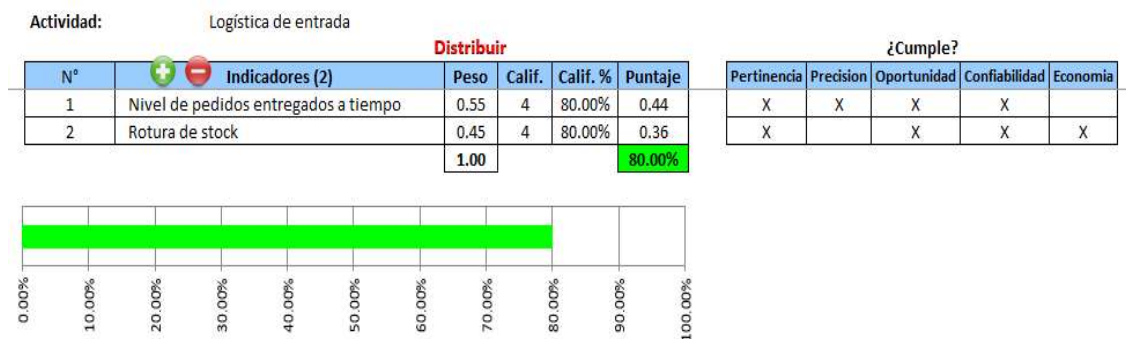 Actividad: Logística de entrada
Distribuir ¿Cumple?
N° Indicadores (2) Peso Calif. Calif. % Puntaje Pertinencia Precision Oportunidad Confiabilidad Economia
1 Nivel de pedidos entregados a tiempo 0.55 4 80.00% 0.44 X X X X
2 Rotura de stock 0.45 4 80.00% 0.36 X X X X
1.00 80.00%
0.00% 10.00% 20.00% 30.00% 40.00% 50.00% 60.00% 70.00% 80.00% 90.00% 100.00%